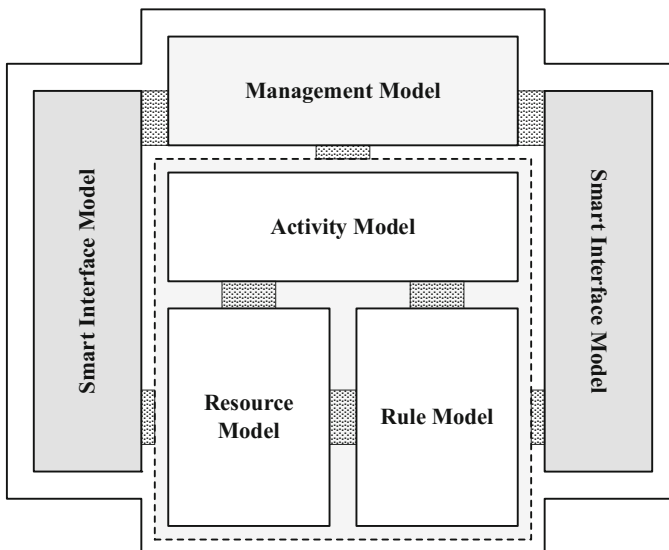 Management Model
Smart Interface Model
Smart Interface Model
Activity Model
Resource
Model
Rule Model